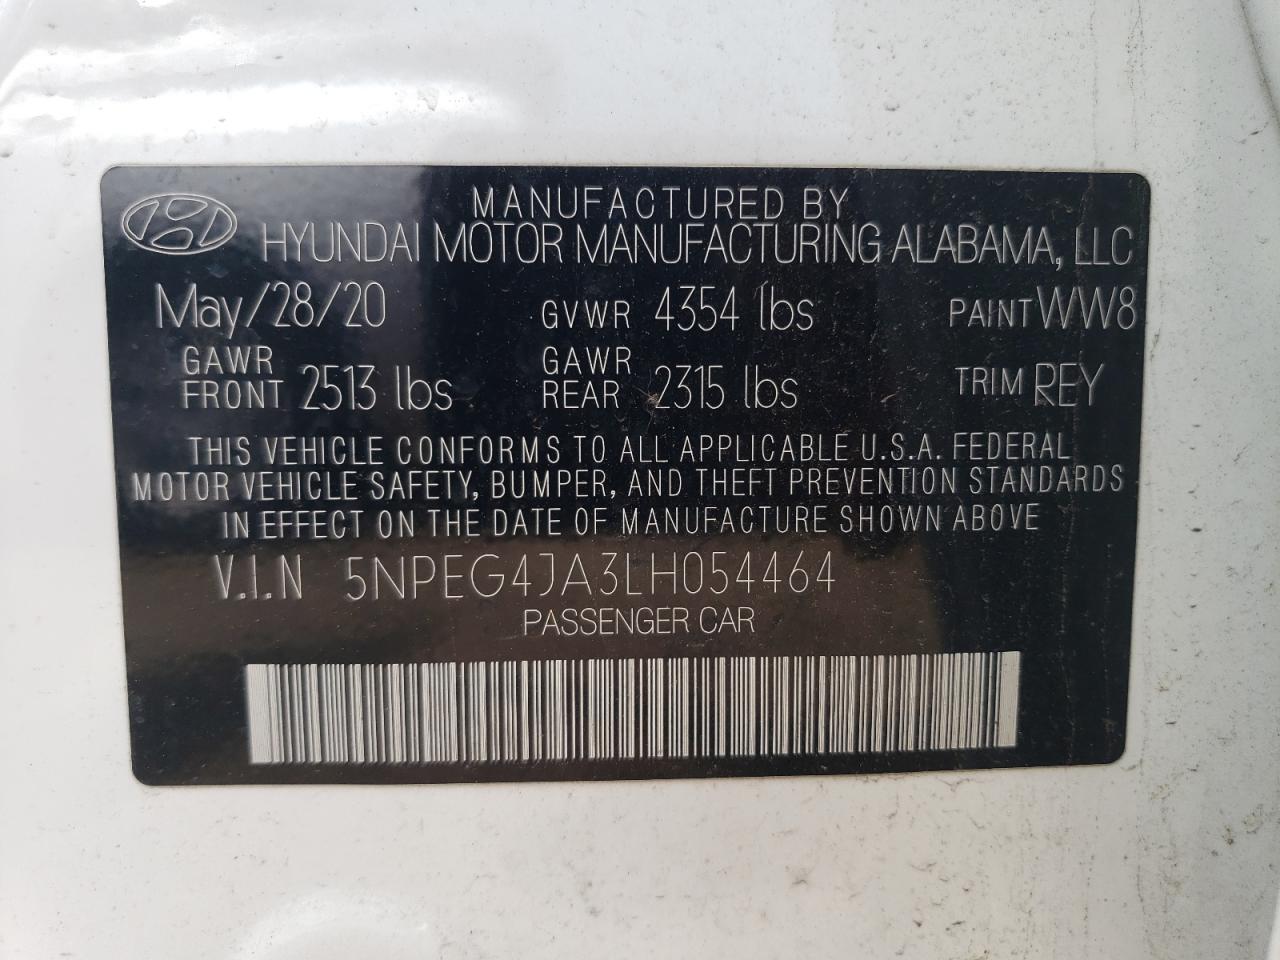 MANUFACTURED BY
HYUNDAI MOTOR MANUFACTURING ALABAMA, LLC
May/28/20 GVWR 4354 lbs PAINT WW8
GAWR FRONT 2513 lbs GAWR REAR 2315 lbs TRIM REY
THIS VEHICLE CONFORMS TO ALL APPLICABLE U.S.A. FEDERAL
MOTOR VEHICLE SAFETY, BUMPER, AND THEFT PREVENTION STANDARDS
IN EFFECT ON THE DATE OF MANUFACTURE SHOWN ABOVE
V.I.N 5NPEG4JA3LH054464
PASSENGER CAR